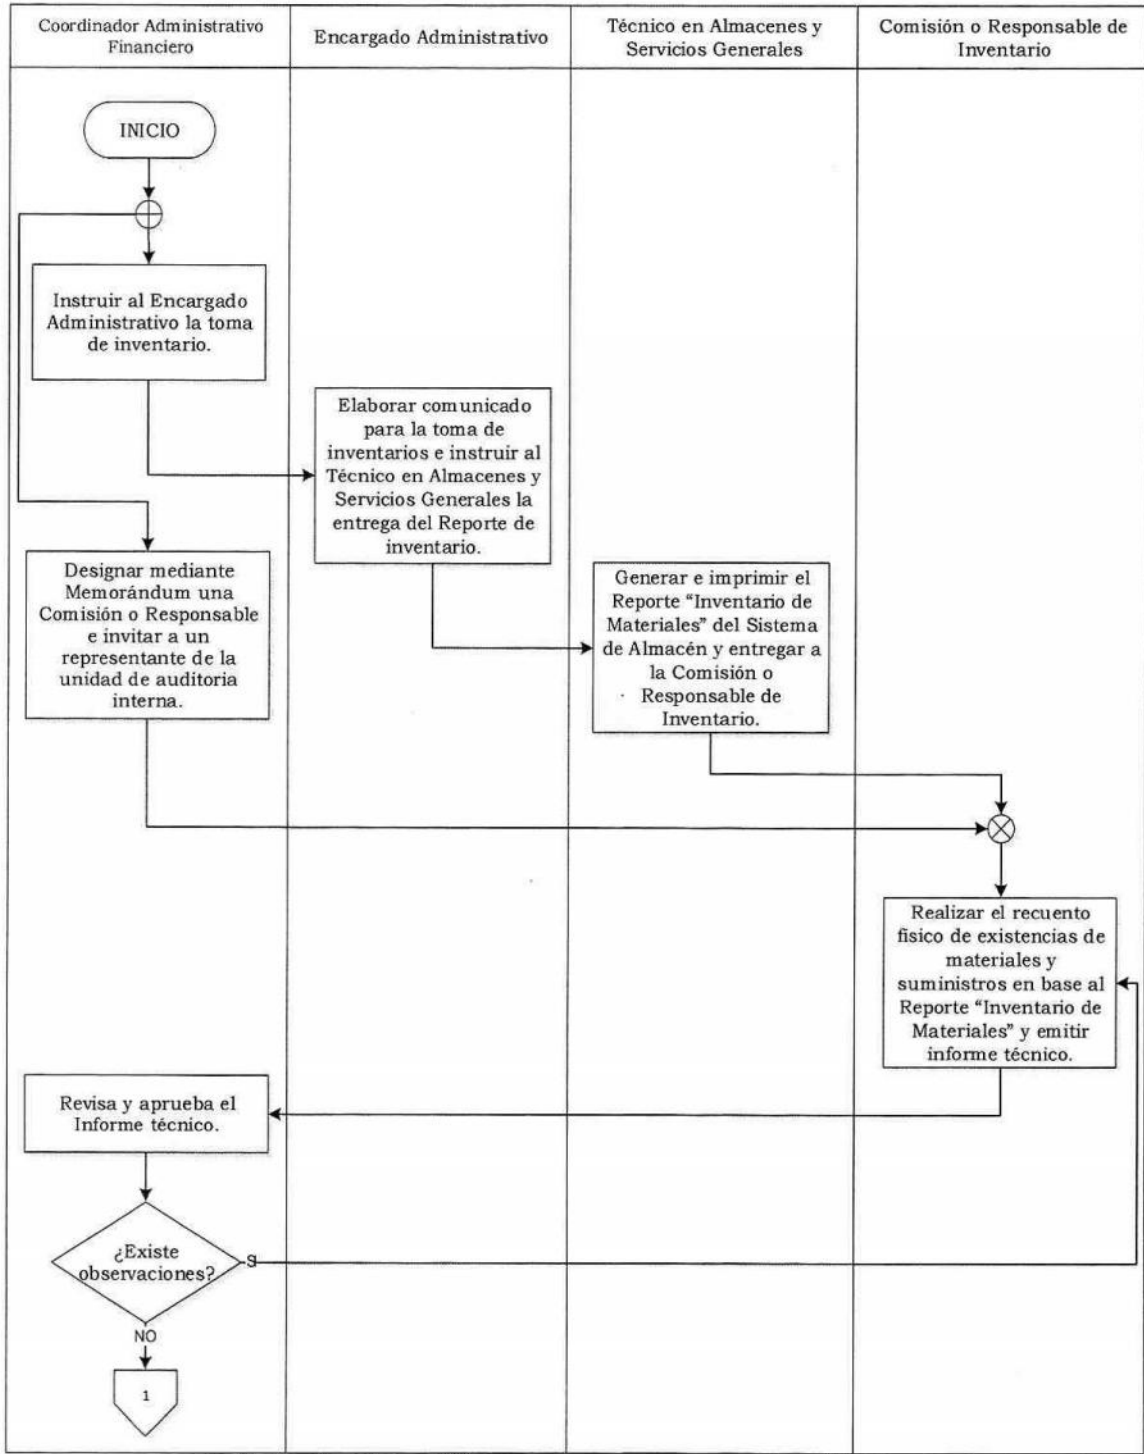 Coordinador Administrativo
Financiero
Encargado Administrativo
Técnico en Almacenes y
Servicios Generales
Comisión o Responsable de
Inventario
INICIO
Instruir al Encargado
Administrativo la toma
de inventario.
Elaborar comunicado
para la toma de
inventarios e instruir al
Técnico en Almacenes y
Servicios Generales la
entrega del Reporte de
inventario.
Designar mediante
Memorándum una
Comisión o Responsable
e invitar a un
representante de la
unidad de auditoria
interna.
Generar e imprimir el
Reporte “Inventario de
Materiales” del Sistema
de Almacén y entregar a
la Comisión o
Responsable de
Inventario.
Realizar el recuento
físico de existencias de
materiales y
suministros en base al
Reporte “Inventario de
Materiales” y emitir
informe técnico.
Revisa y aprueba el
Informe técnico.
¿Existe
observaciones?
SI
NO
1